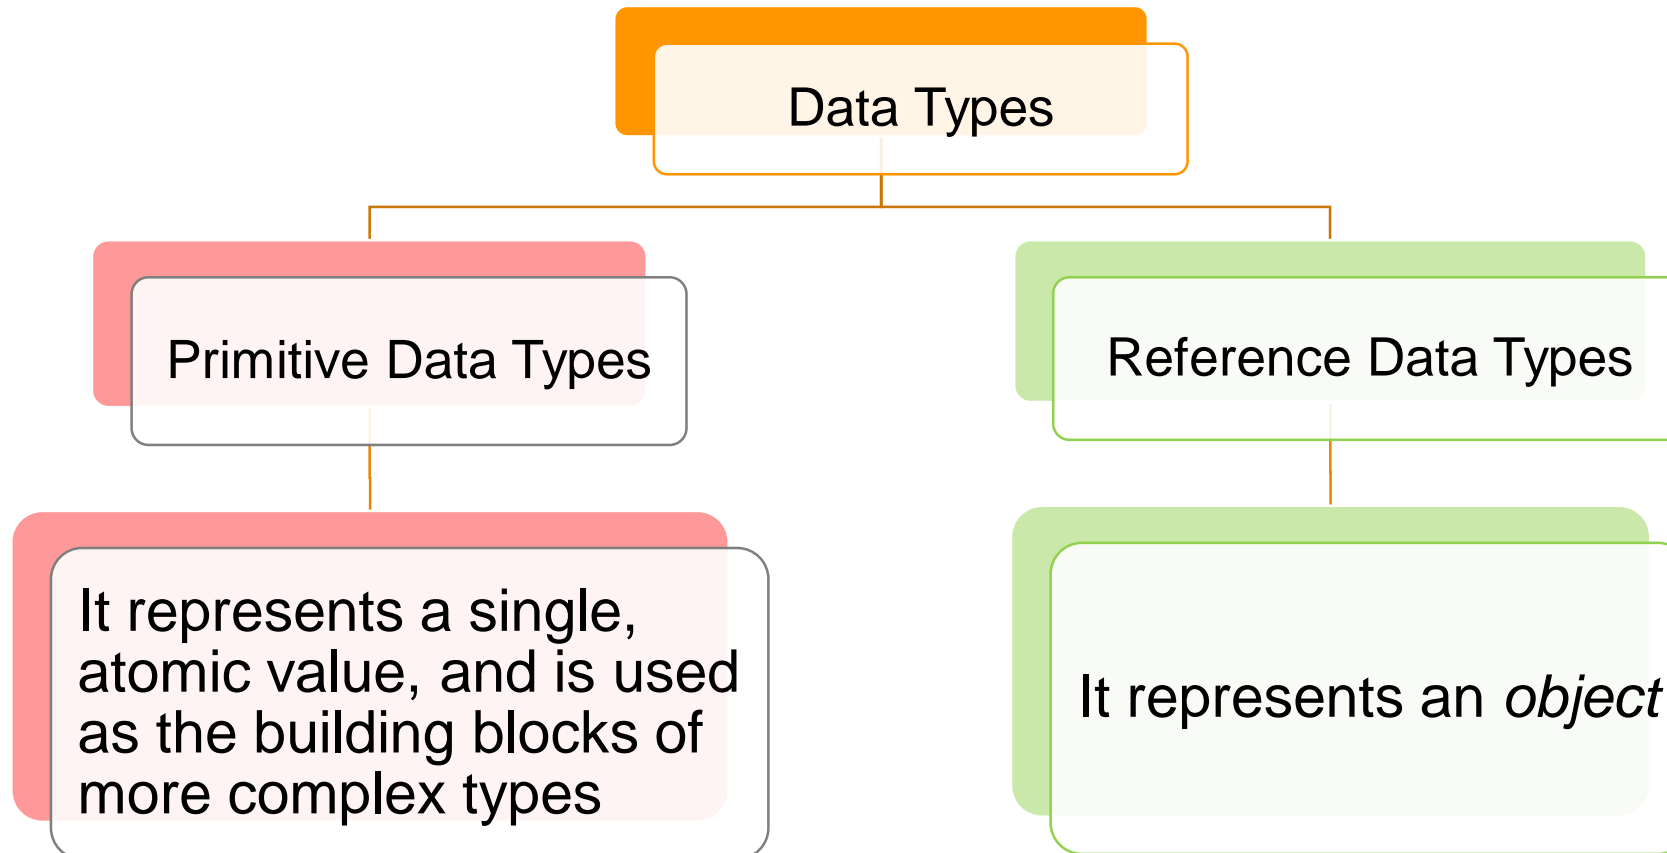 Data Types
Primitive Data Types
Reference Data Types
It represents a single,
atomic value, and is used
as the building blocks of
more complex types
It represents an object